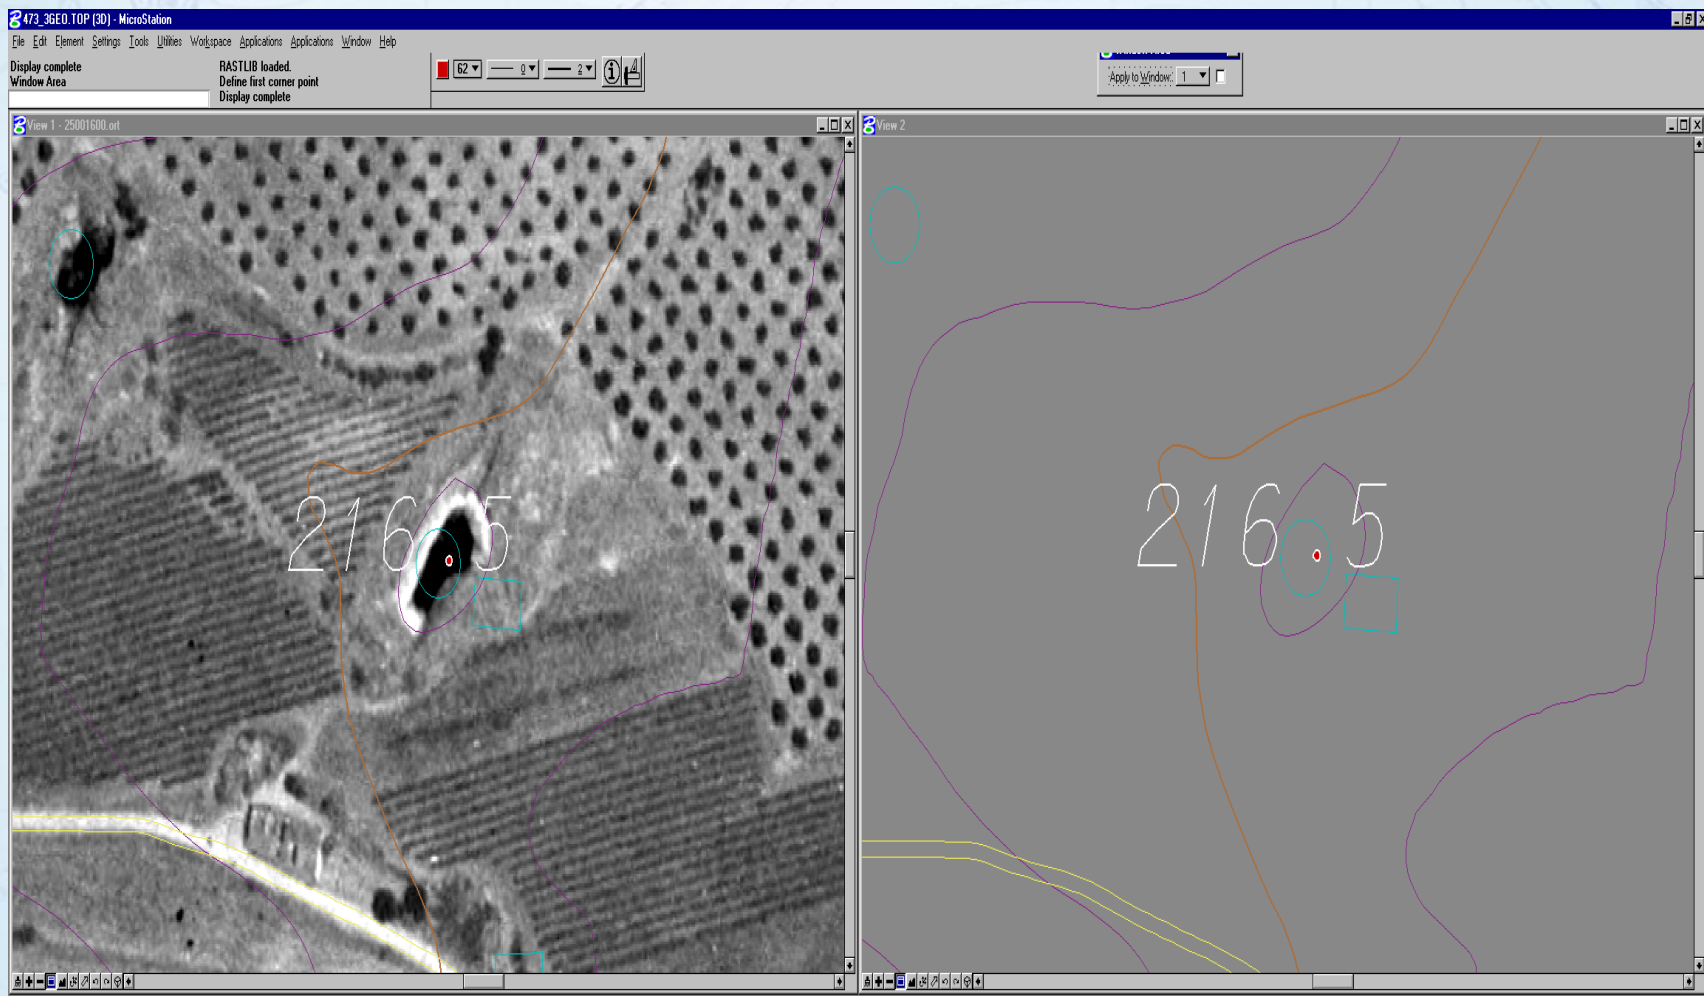 473_3GEO.TOP (3D) - MicroStation
File Edit Element Settings Tools Utilities Workspace Applications Applications Window Help
Display complete
Window Area
RASTLIB loaded.
Define first corner point
Display complete
62 0 2
Apply to Window: 1
View 1 - 25001600.ort
View 2
216 5
216 5